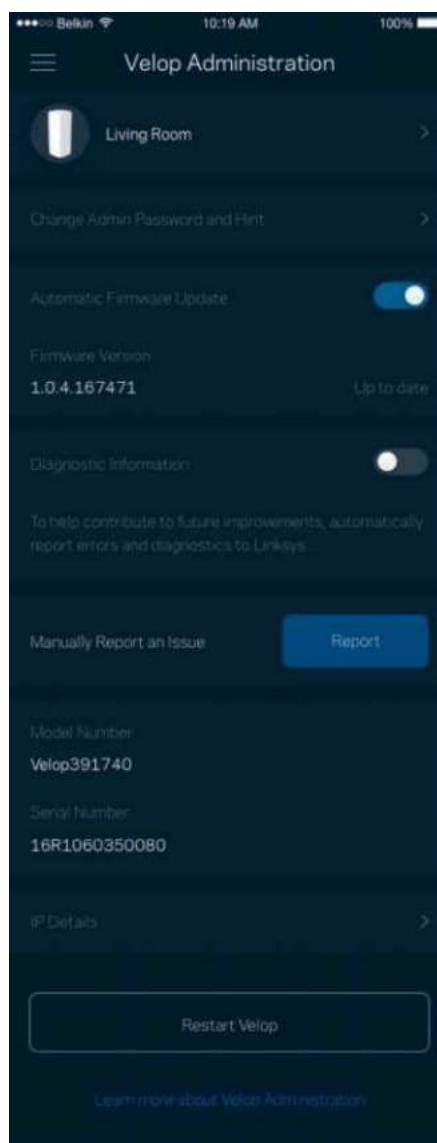 Belkin 10:19 AM 100%
Velop Administration
Living Room
Change Admin Password and Hint
Automatic Firmware Update
Firmware Version
1.0.4.167471 Up to date
Diagnostic Information
To help contribute to future improvements, automatically
report errors and diagnostics to Linksys
Manually Report an Issue Report
Model Number
Velop391740
Serial Number
16R1060350080
IP Details
Restart Velop
Learn more about Velop Administration